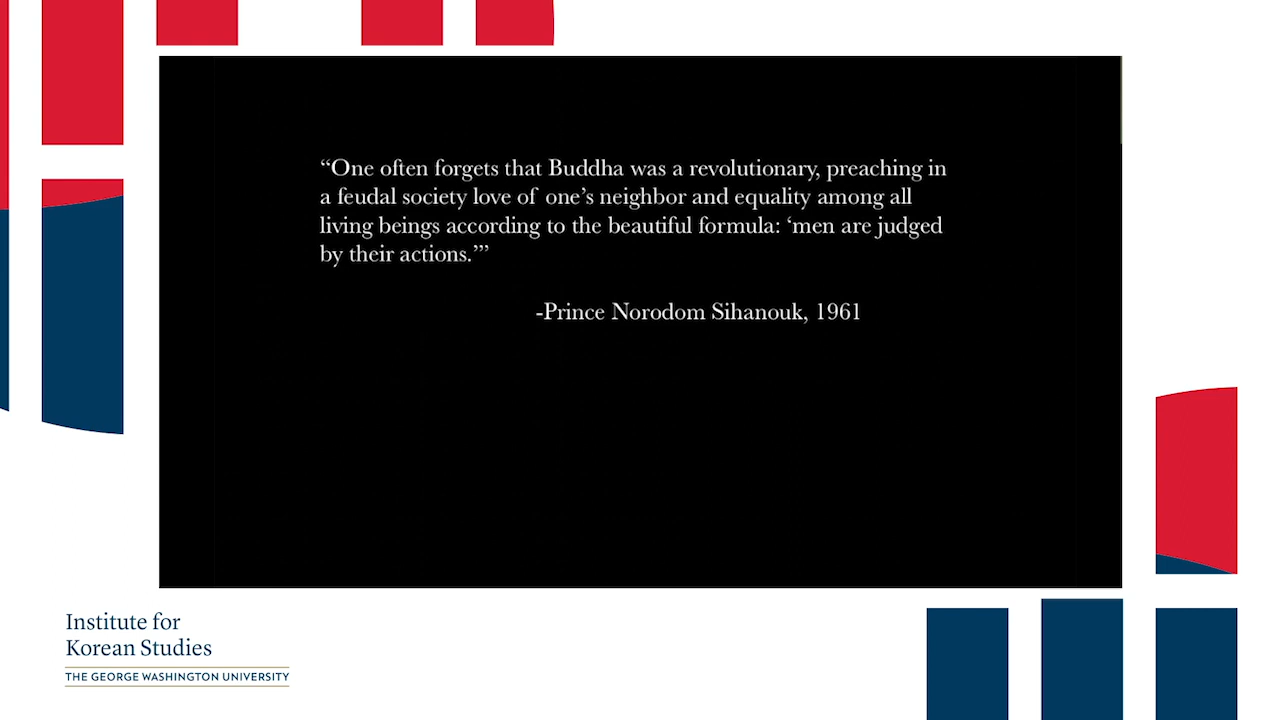 “One often forgets that Buddha was a revolutionary, preaching in
a feudal society love of one’s neighbor and equality among all
living beings according to the beautiful formula: ‘men are judged
by their actions.’”
-Prince Norodom Sihanouk, 1961
Institute for
Korean Studies
THE GEORGE WASHINGTON UNIVERSITY